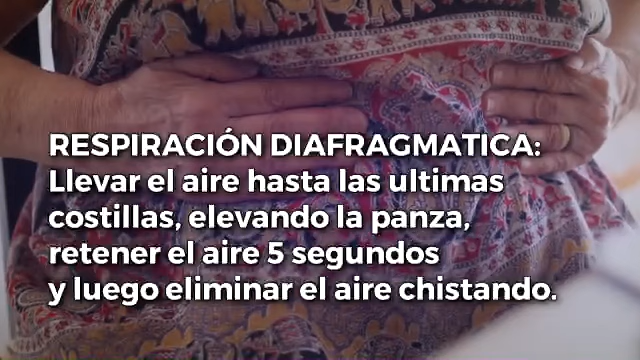 RESPIRACIÓN DIAFRAGMATICA:
Llevar el aire hasta las ultimas
costillas, elevando la panza,
retener el aire 5 segundos
y luego eliminar el aire chistando.